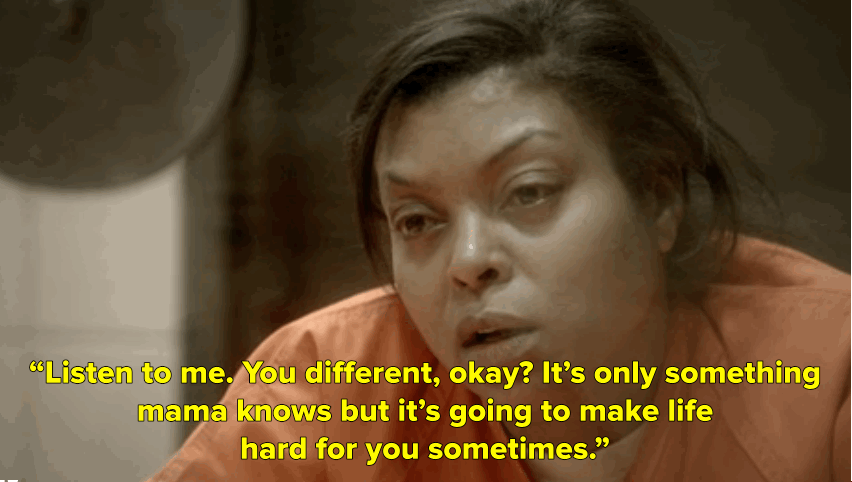 “Listen to me. You different, okay? It’s only something
mama knows but it’s going to make life
hard for you sometimes.”